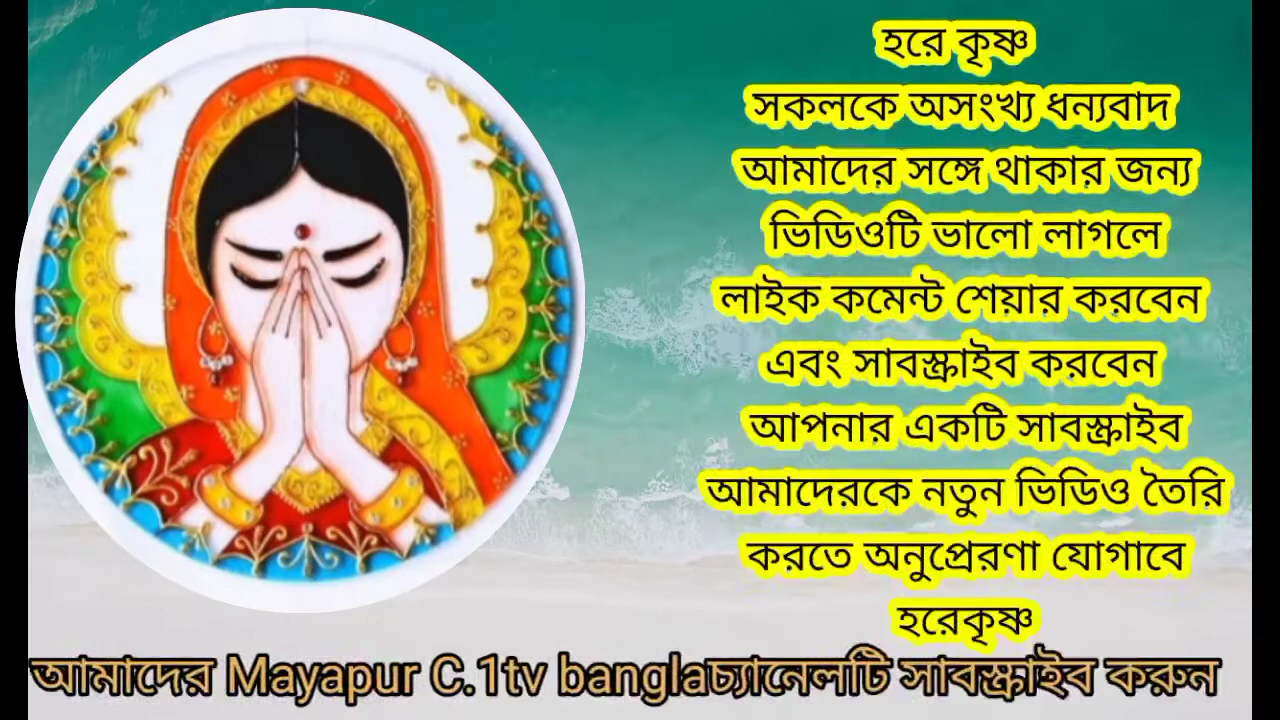 হরে কৃষ্ণ
সকলকে অসংখ্য ধন্যবাদ
আমাদের সঙ্গে থাকার জন্য
ভিডিওটি ভালো লাগলে
লাইক কমেন্ট শেয়ার করবেন
এবং সাবস্ক্রাইব করবেন
আপনার একটি সাবস্ক্রাইব
আমাদেরকে নতুন ভিডিও তৈরি
করতে অনুপ্রেরণা যোগাবে
হরেকৃষ্ণ
আমাদের Mayapur C.1tv banglaচ্যানেলটি সাবস্ক্রাইব করুন